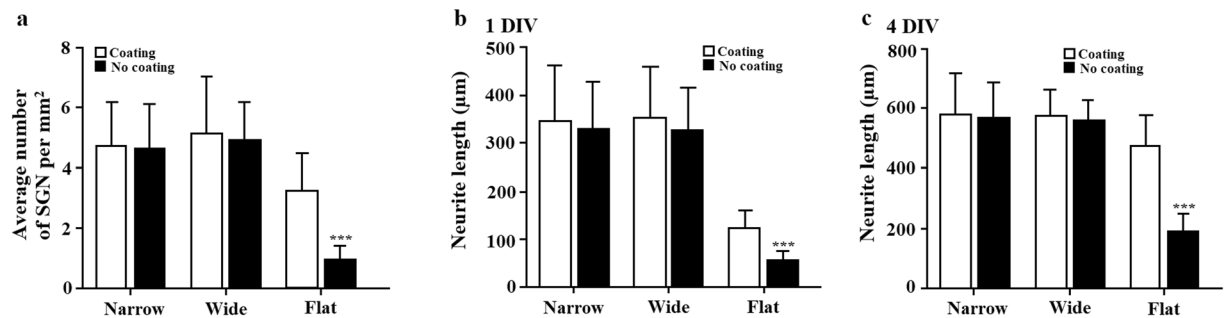 a
Coating
No coating
Average number
of SGN per mm²
8
6
4
2
0
***
Narrow Wide Flat
b 1 DIV
Coating
No coating
Neurite length (µm)
500
400
300
200
100
0
***
Narrow Wide Flat
c 4 DIV
Coating
No coating
Neurite length (µm)
800
600
400
200
0
***
Narrow Wide Flat